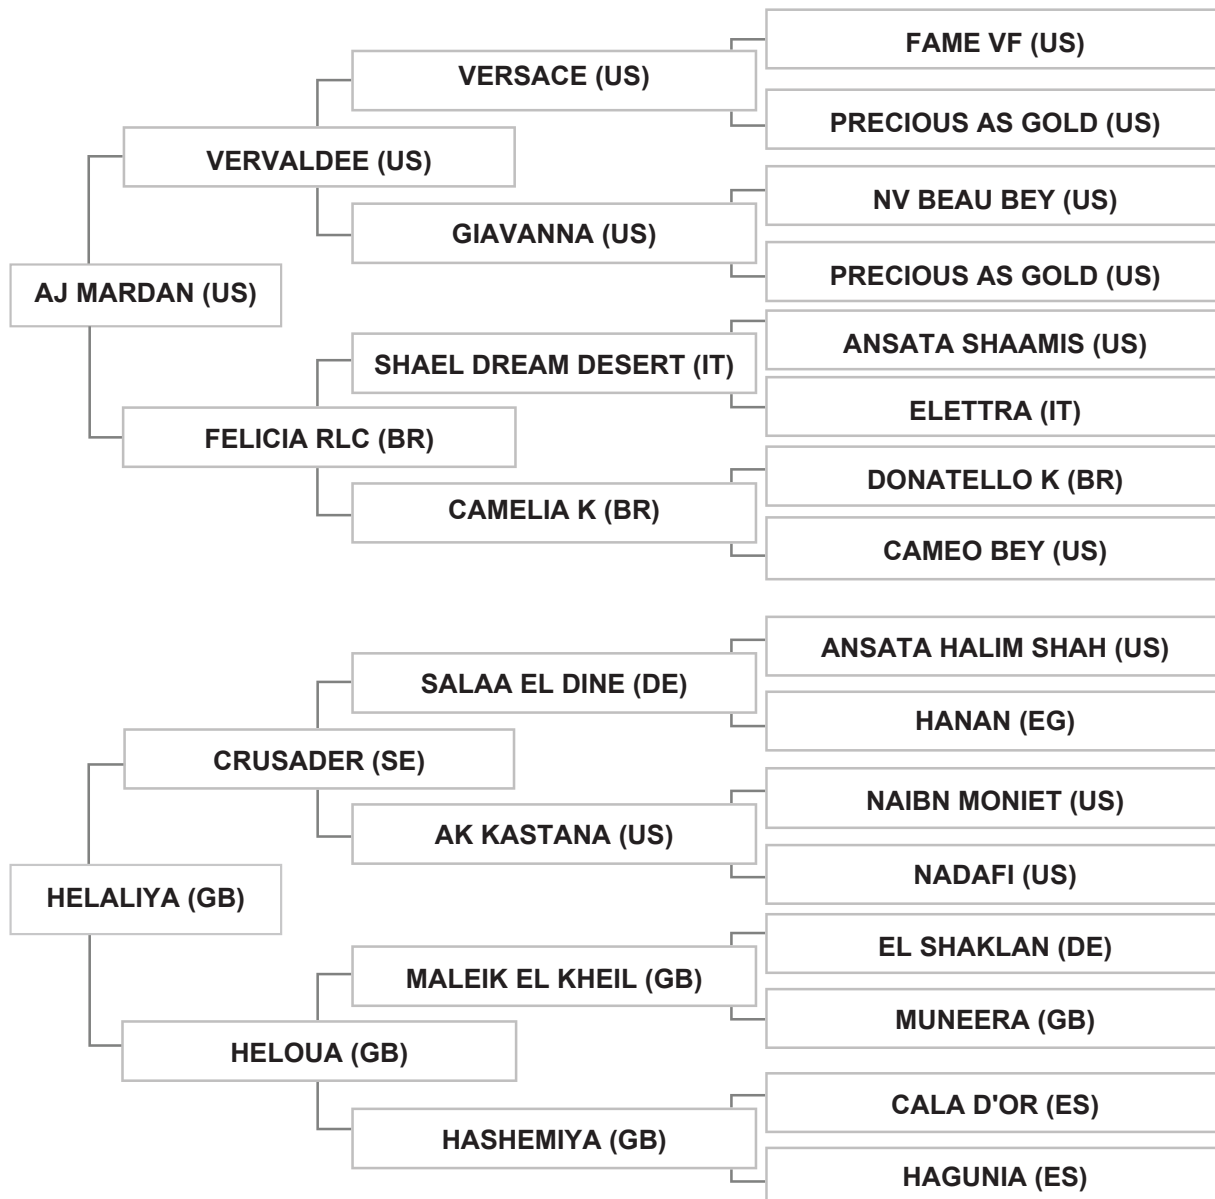 FAME VF (US)
VERSACE (US)
PRECIOUS AS GOLD (US)
VERVALDEE (US)
NV BEAU BEY (US)
GIAVANNA (US)
PRECIOUS AS GOLD (US)
AJ MARDAN (US)
ANSATA SHAAMIS (US)
SHAEL DREAM DESERT (IT)
ELETTRA (IT)
FELICIA RLC (BR)
DONATELLO K (BR)
CAMELIA K (BR)
CAMEO BEY (US)
ANSATA HALIM SHAH (US)
SALAA EL DINE (DE)
HANAN (EG)
CRUSADER (SE)
NAIBN MONIET (US)
AK KASTANA (US)
NADAFI (US)
HELALIYA (GB)
EL SHAKLAN (DE)
MALEIK EL KHEIL (GB)
MUNEERA (GB)
HELOUA (GB)
CALA D'OR (ES)
HASHEMIYA (GB)
HAGUNIA (ES)